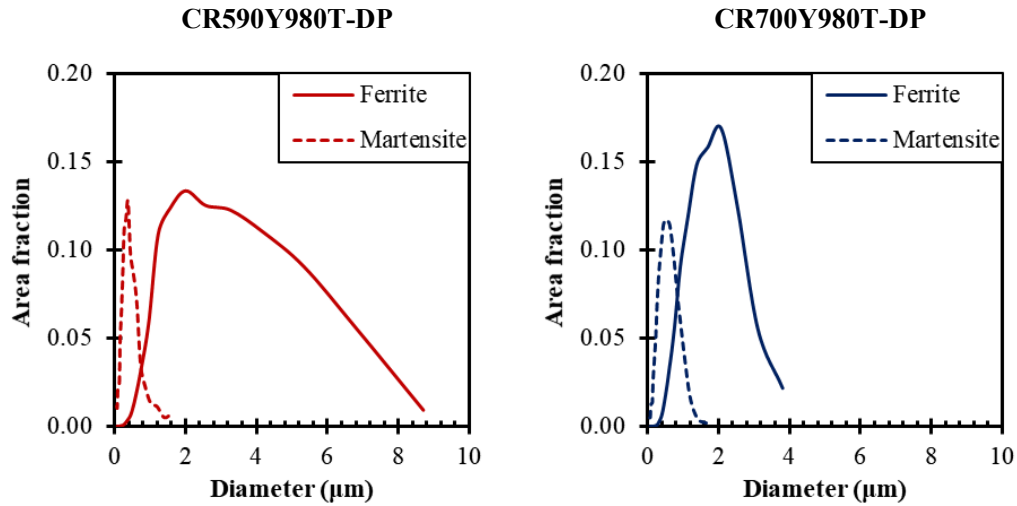 CR590Y980T-DP
0.20
0.15
0.10
0.05
0.00
Area fraction
Ferrite
Martensite
0 2 4 6 8 10
Diameter (μm)
CR700Y980T-DP
0.20
0.15
0.10
0.05
0.00
Area fraction
Ferrite
Martensite
0 2 4 6 8 10
Diameter (μm)